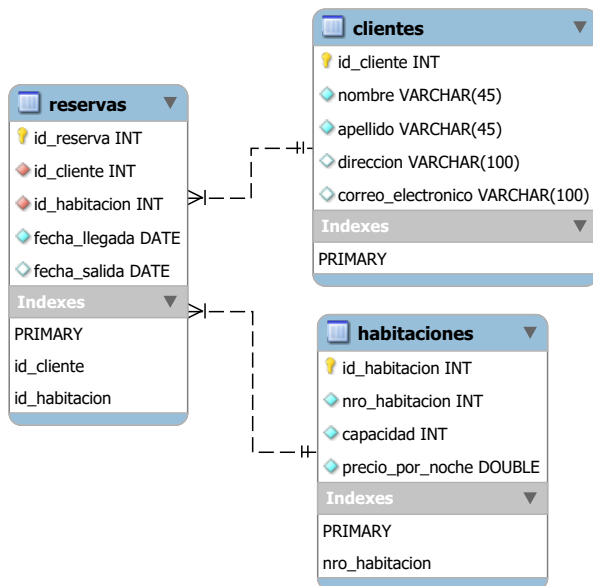 reservas
id_reserva INT
id_cliente INT
id_habitacion INT
fecha_llegada DATE
fecha_salida DATE
Indexes
PRIMARY
id_cliente
id_habitacion
clientes
id_cliente INT
nombre VARCHAR(45)
apellido VARCHAR(45)
direccion VARCHAR(100)
correo_electronico VARCHAR(100)
Indexes
PRIMARY
habitaciones
id_habitacion INT
nro_habitacion INT
capacidad INT
precio_por_noche DOUBLE
Indexes
PRIMARY
nro_habitacion